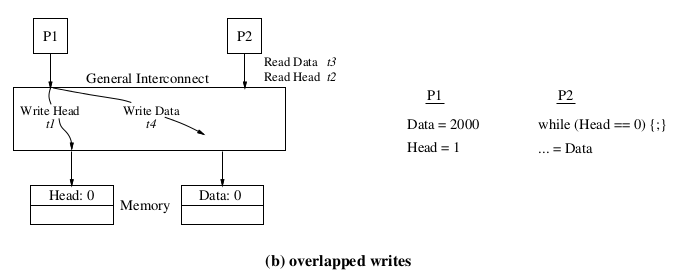 P1
P2
Read Data t3
Read Head t2
General Interconnect
Write Head
t1
Write Data
t4
Head: 0
Memory
Data: 0
P1
P2
Data = 2000
while (Head == 0) {;}
Head = 1
... = Data
(b) overlapped writes